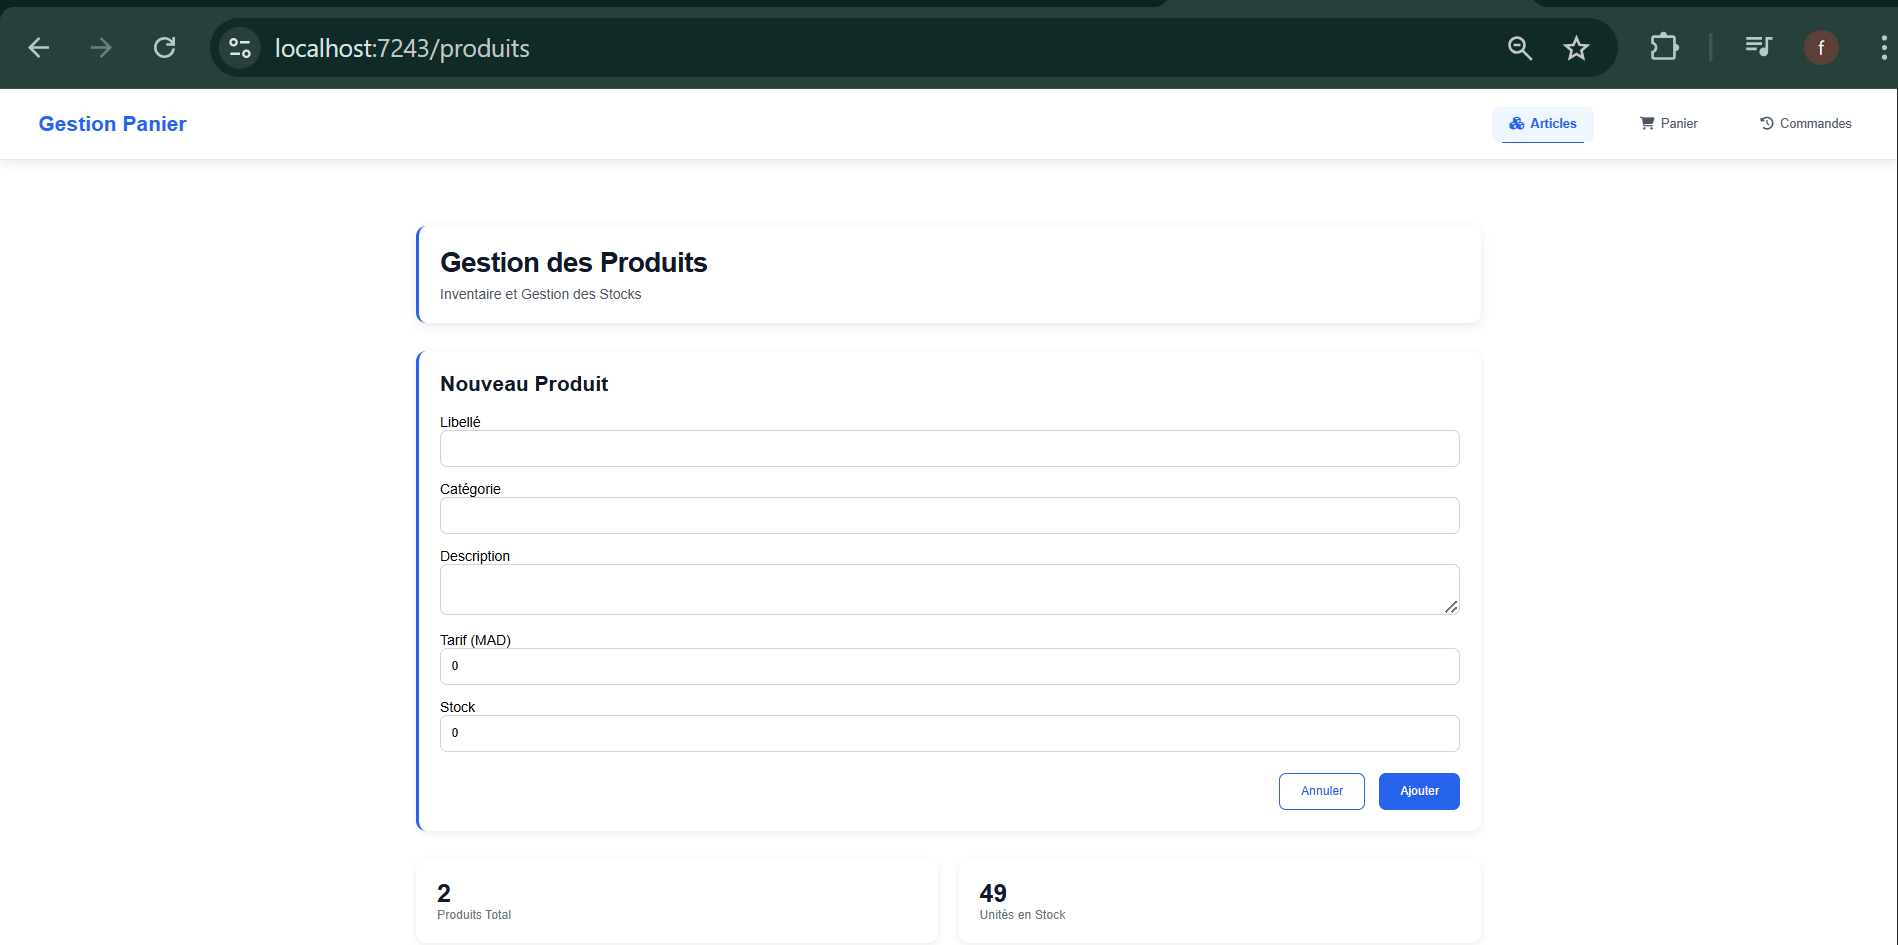 localhost:7243/produits
f
Gestion Panier
Articles
Panier
Commandes
Gestion des Produits
Inventaire et Gestion des Stocks
Nouveau Produit
Libellé
Catégorie
Description
Tarif (MAD)
0
Stock
0
Annuler
Ajouter
2
Produits Total
49
Unités en Stock